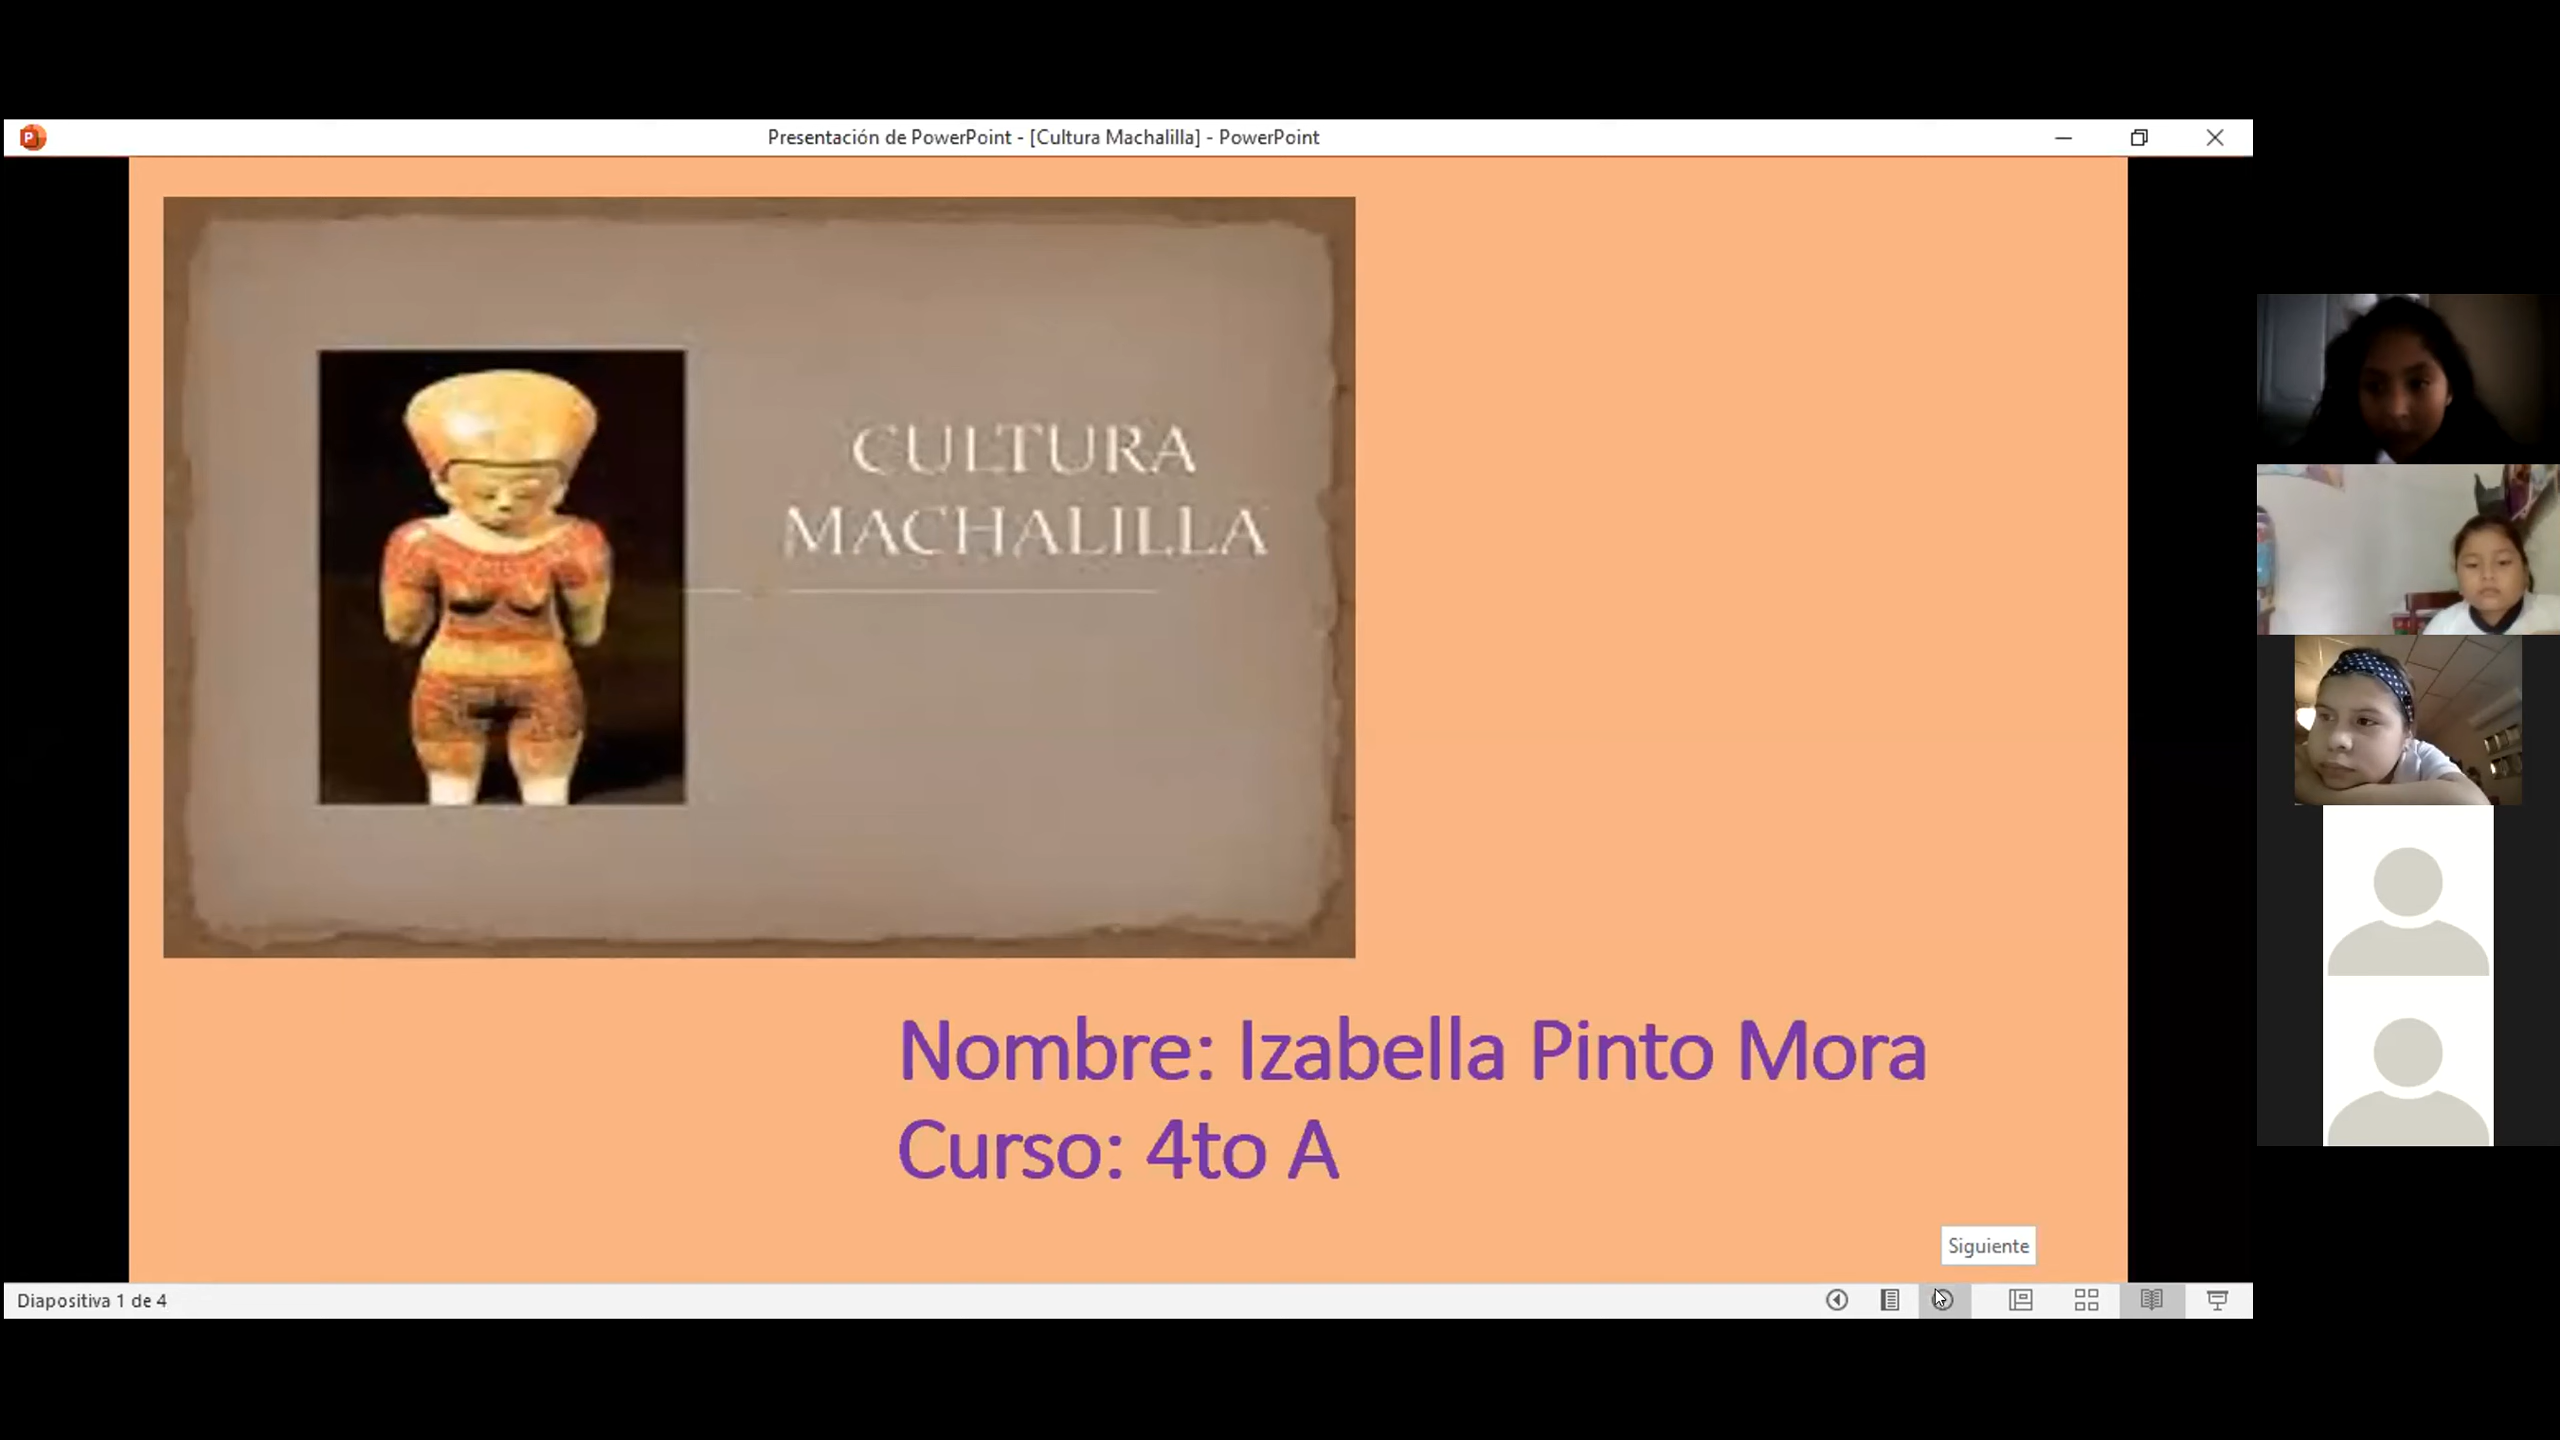 Presentación de PowerPoint - [Cultura Machalilla] - PowerPoint
CULTURA
MACHALILLA
Nombre: Izabella Pinto Mora
Curso: 4to A
Siguiente
Diapositiva 1 de 4